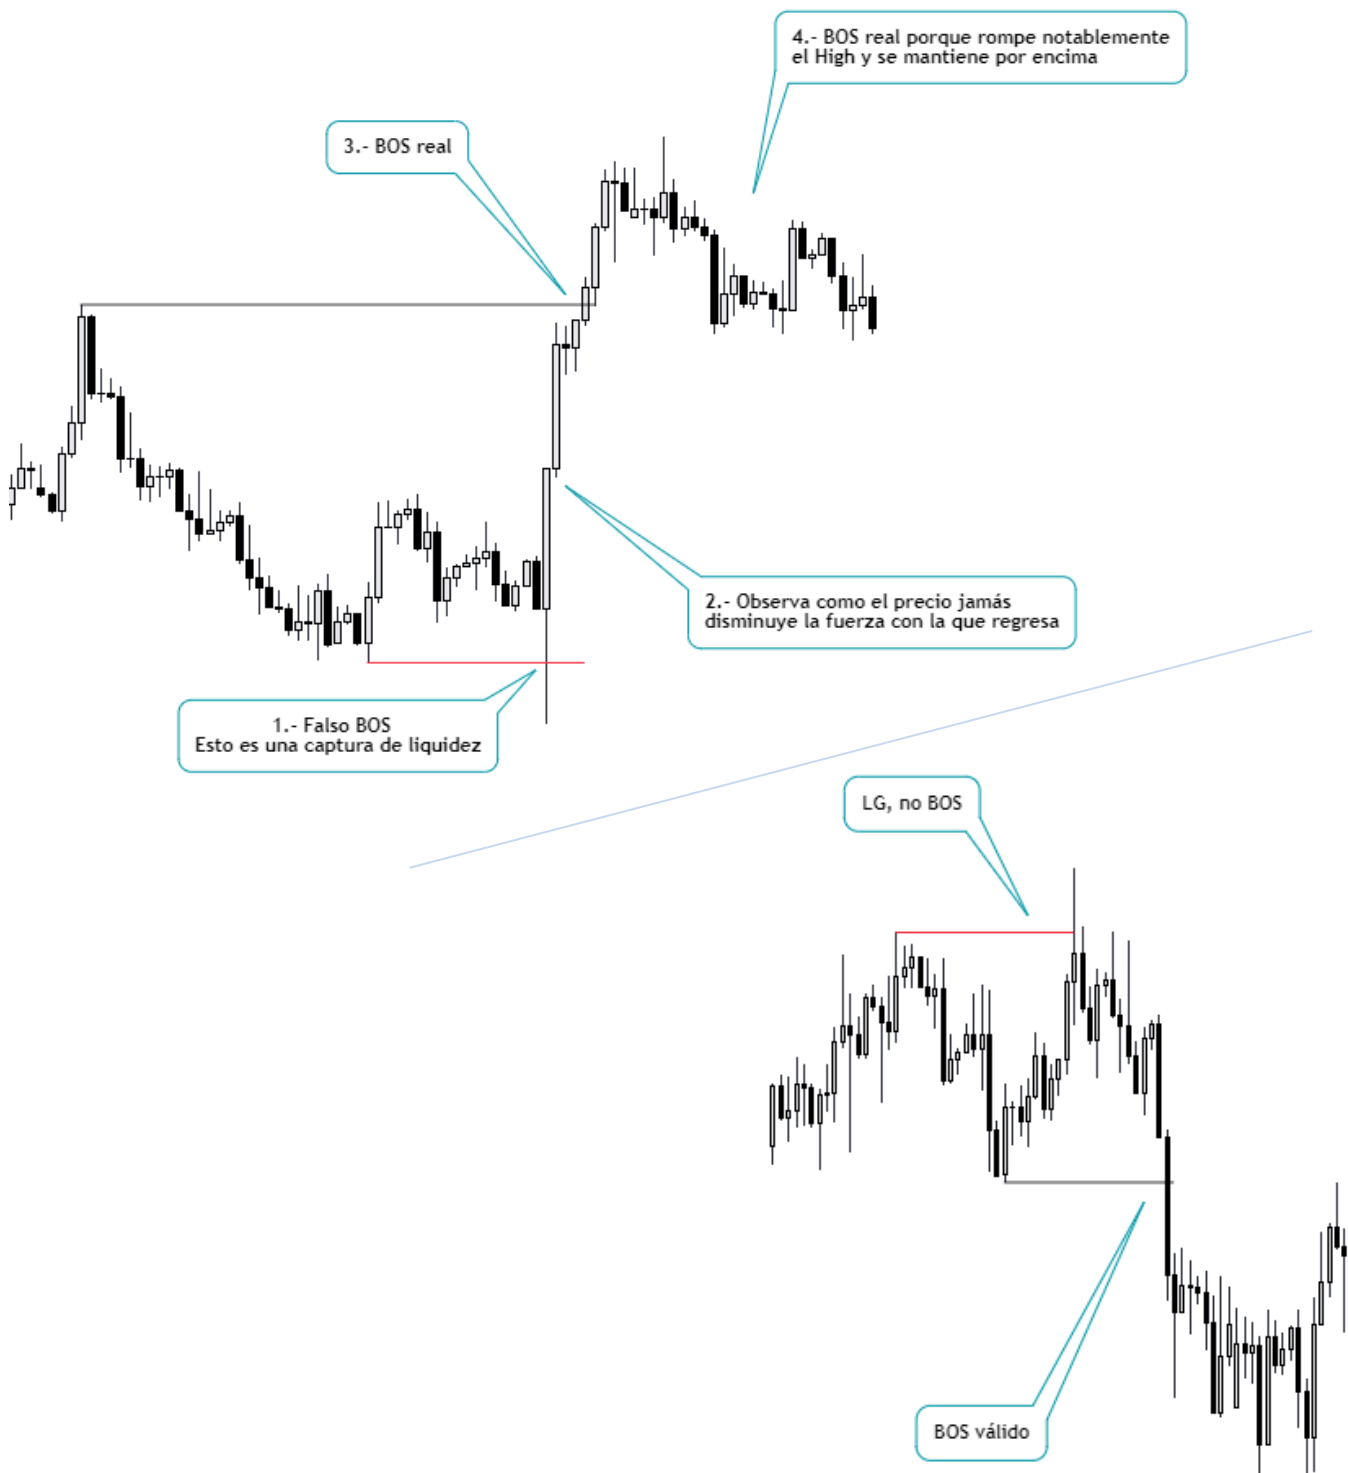 4.- BOS real porque rompe notablemente
el High y se mantiene por encima
3.- BOS real
2.- Observa como el precio jamás
disminuye la fuerza con la que regresa
1.- Falso BOS
Esto es una captura de liquidez
LG, no BOS
BOS válido